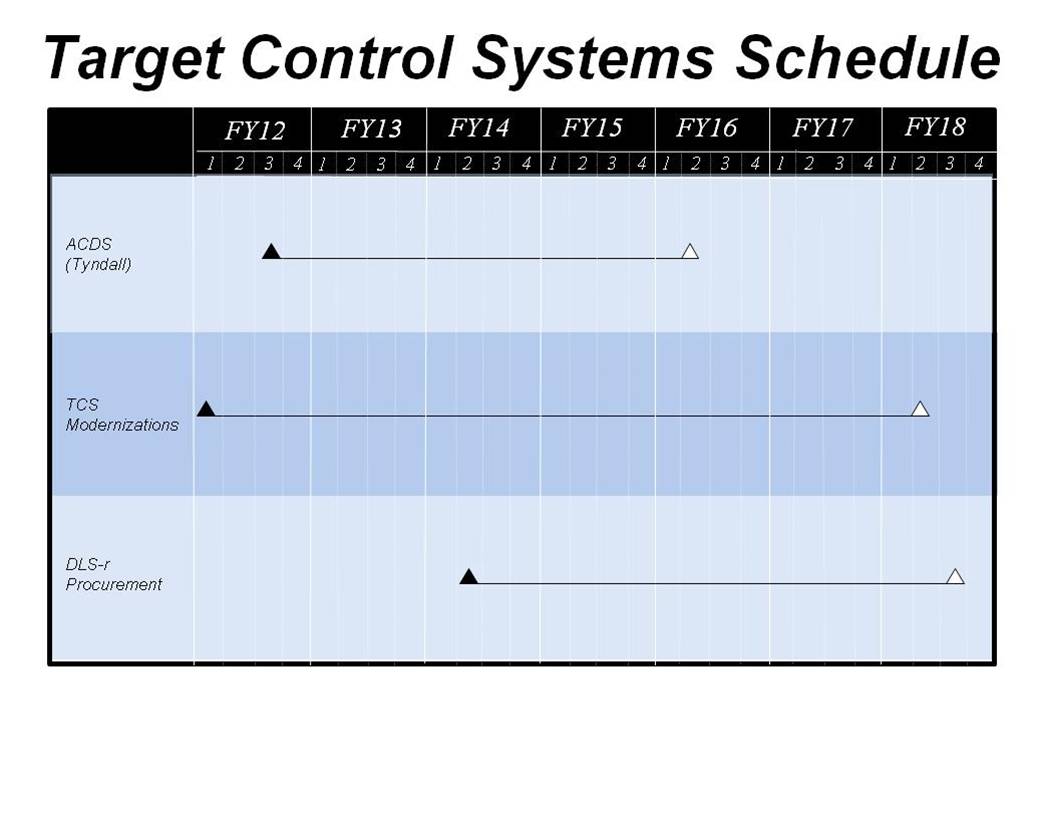 Target Control Systems Schedule
FY12 FY13 FY14 FY15 FY16 FY17 FY18
1 2 3 4 1 2 3 4 1 2 3 4 1 2 3 4 1 2 3 4 1 2 3 4 1 2 3 4
ACDS
(Tyndall)
TCS
Modernizations
DLS-r
Procurement